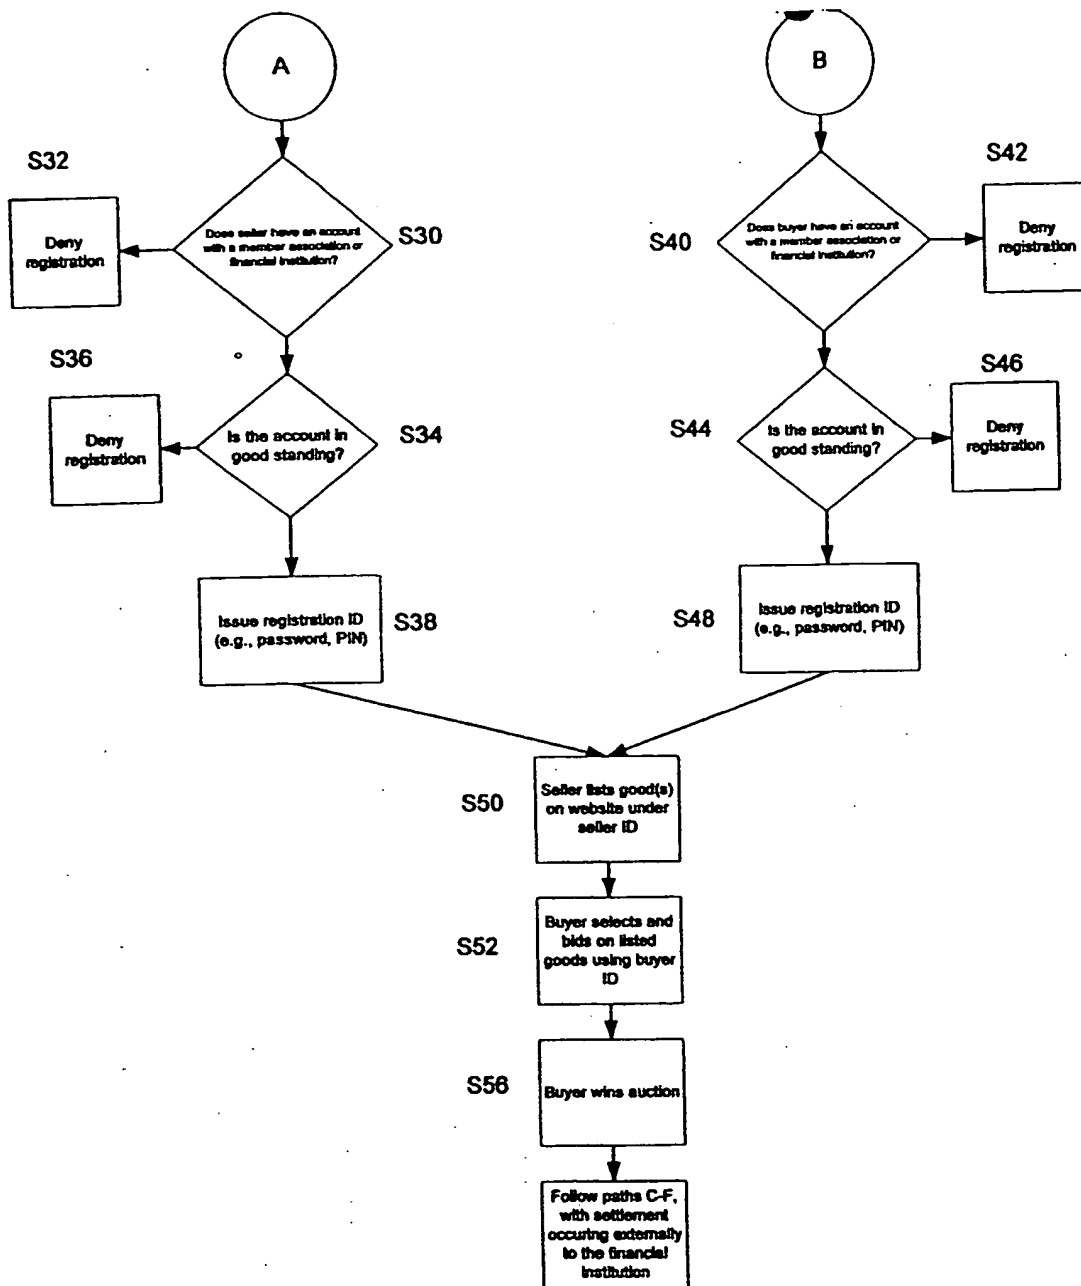 A
B
S32
S42
Deny
registration
Does seller have an account
with a member association or
financial institution?
S30
S40
Does buyer have an account
with a member association or
financial institution?
Deny
registration
S36
S46
Deny
registration
Is the account in
good standing?
S34
S44
Is the account in
good standing?
Deny
registration
Issue registration ID
(e.g., password, PIN)
S38
S48
Issue registration ID
(e.g., password, PIN)
S50
Seller lists good(s)
on website under
seller ID
S52
Buyer selects and
bids on listed
goods using buyer
ID
S56
Buyer wins auction
Follow paths C-F,
with settlement
occuring externally
to the financial
institution